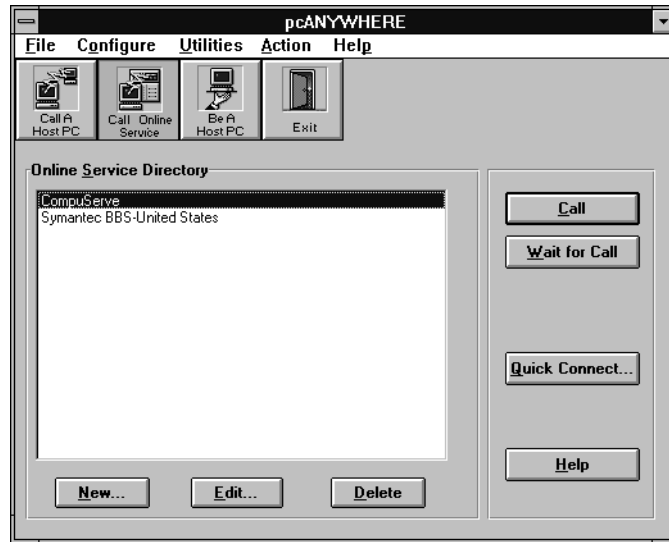 pcANYWHERE
File Configure Utilities Action Help
Call A
Host PC
Call Online
Service
Be A
Host PC
Exit
Online Service Directory
CompuServe
Symantec BBS-United States
Call
Wait for Call
Quick Connect...
Help
New... Edit... Delete